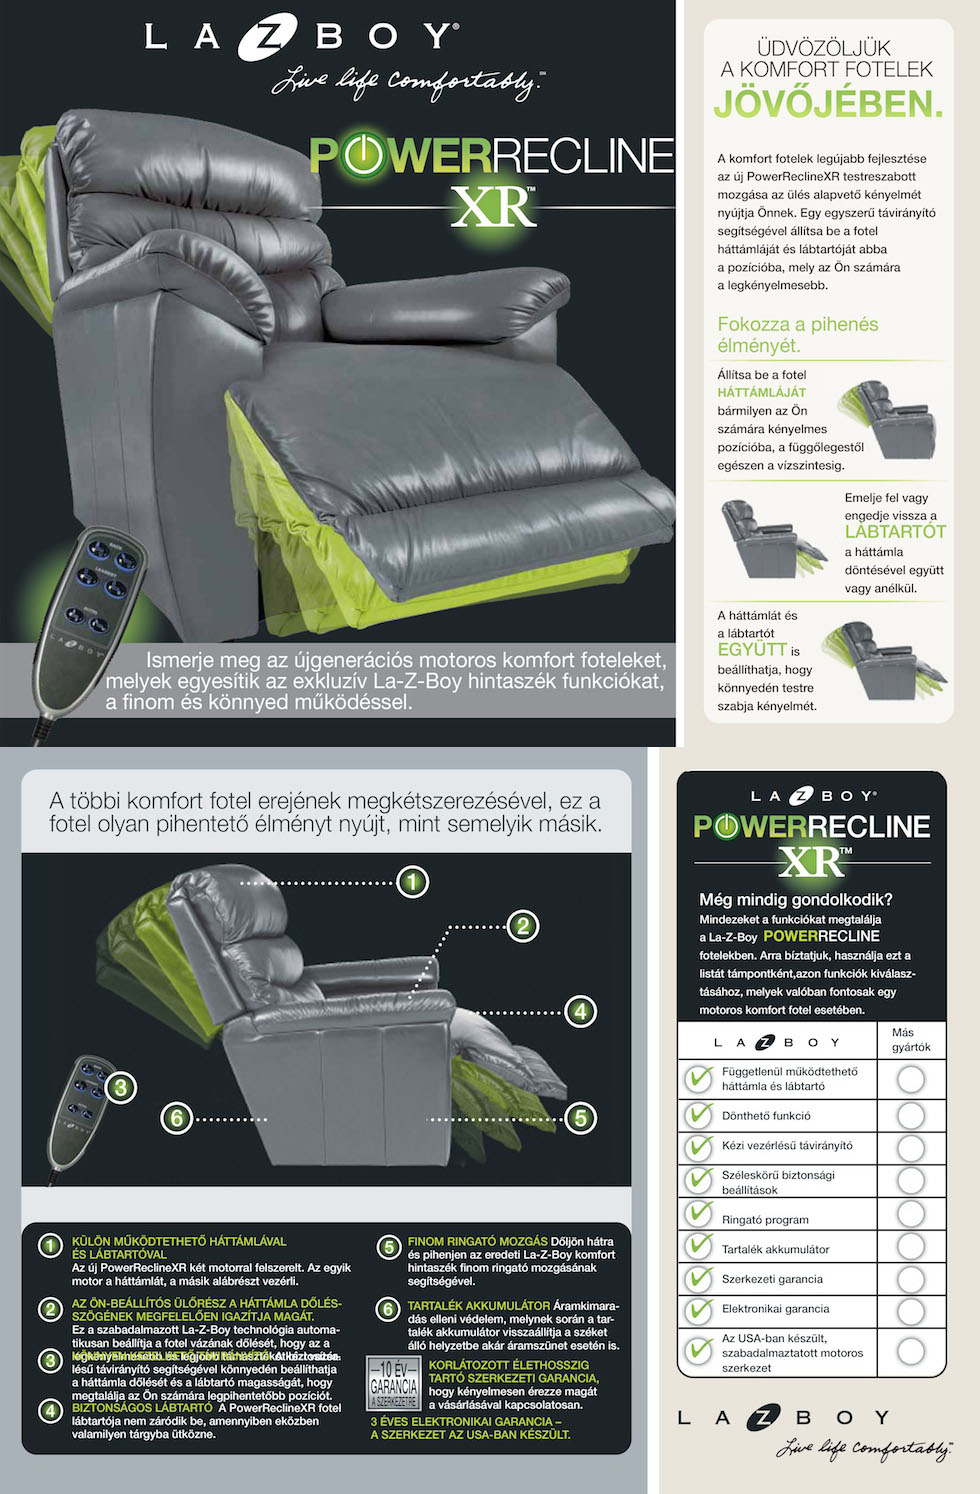 LA Z BOY®
Live life comfortably.℠
POWERRECLINE
XR™
Ismerje meg az újgenerációs motoros komfort foteleket,
melyek egyesítik az exkluzív La-Z-Boy hintaszék funkciókat,
a finom és könnyed működéssel.
LA Z BOY
ÜDVÖZÖLJÜK
A KOMFORT FOTELEK
JÖVŐJÉBEN.
A komfort fotelek legújabb fejlesztése
az új PowerReclineXR testreszabott
mozgása az ülés alapvető kényelmét
nyújtja Önnek. Egy egyszerű távirányító
segítségével állítsa be a fotel
háttámláját és lábtartóját abba
a pozícióba, mely az Ön számára
a legkényelmesebb.
Fokozza a pihenés
élményét.
Állítsa be a fotel
HÁTTÁMLÁJÁT
bármilyen az Ön
számára kényelmes
pozícióba, a függőlegestől
egészen a vízszintesig.
Emelje fel vagy
engedje vissza a
LÁBTARTÓT
a háttámla
döntésével együtt
vagy anélkül.
A háttámlát és
a lábtartót
EGYÜTT is
beállíthatja, hogy
könnyedén testre
szabja kényelmét.
A többi komfort fotel erejének megkétszerezésével, ez a
fotel olyan pihentető élményt nyújt, mint semelyik másik.
1
2
4
3
6
5
1 KÜLÖN MŰKÖDTETHETŐ HÁTTÁMLÁVAL
ÉS LÁBTARTÓVAL
Az új PowerReclineXR két motorral felszerelt. Az egyik
motor a háttámlát, a másik alábrészt vezérli.
2 AZ ÖN-BEÁLLÍTÓS ÜLŐRÉSZ A HÁTTÁMLA DŐLÉS-
SZÖGÉNEK MEGFELELŐEN IGAZÍTJA MAGÁT.
Ez a szabadalmazott La-Z-Boy technológia automa-
tikusan beállítja a fotel vázának dőlését, hogy az a
3
lésű távirányító segítségével könnyedén beállíthatja
a háttámla dőlését és a lábtartó magasságát, hogy
megtalálja az Ön számára legpihentetőbb pozíciót.
4 BIZTONSÁGOS LÁBTARTÓ A PowerReclineXR fotel
lábtartója nem záródik be, amennyiben eközben
valamilyen tárgyba ütközne.
5 FINOM RINGATÓ MOZGÁS Dőljön hátra
és pihenjen az eredeti La-Z-Boy komfort
hintaszék finom ringató mozgásának
segítségével.
6 TARTALÉK AKKUMULÁTOR Áramkimara-
dás elleni védelem, melynek során a tar-
talék akkumulátor visszaállítja a széket
álló helyzetbe akár áramszünet esetén is.
10 ÉV
GARANCIA
A SZERKEZETRE
KORLÁTOZOTT ÉLETHOSSZIG
TARTÓ SZERKEZETI GARANCIA,
hogy kényelmesen érezze magát
a vásárlásával kapcsolatosan.
3 ÉVES ELEKTRONIKAI GARANCIA –
A SZERKEZET AZ USA-BAN KÉSZÜLT.
LA Z BOY®
POWERRECLINE
XR™
Még mindig gondolkodik?
Mindezeket a funkciókat megtalálja
a La-Z-Boy POWERRECLINE
fotelekben. Arra bíztatjuk, használja ezt a
listát támpontként,azon funkciók kiválasz-
tásához, melyek valóban fontosak egy
motoros komfort fotel esetében.
LA Z BOY
Más
gyártók
Függetlenül működtethető
háttámla és lábtartó
Dönthető funkció
Kézi vezérlésű távirányító
Széleskörű biztonsági
beállítások
Ringató program
Tartalék akkumulátor
Szerkezeti garancia
Elektronikai garancia
Az USA-ban készült,
szabadalmaztatott motoros
szerkezet
LA Z BOY
Live life comfortably.℠